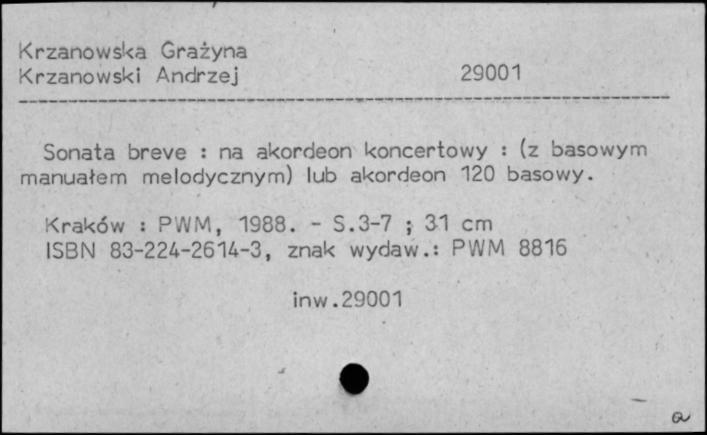 Krzanowska Grażyna
Krzanowski Andrzej 29001
Sonata breve : na akordeon koncertowy : (z basowym
manuałem melodycznym) lub akordeon 120 basowy.
Kraków : PWM, 1988. - S.3-7 ; 31 cm
ISBN 83-224-2614-3, znak wydaw.: PWM 8816
inw.29001